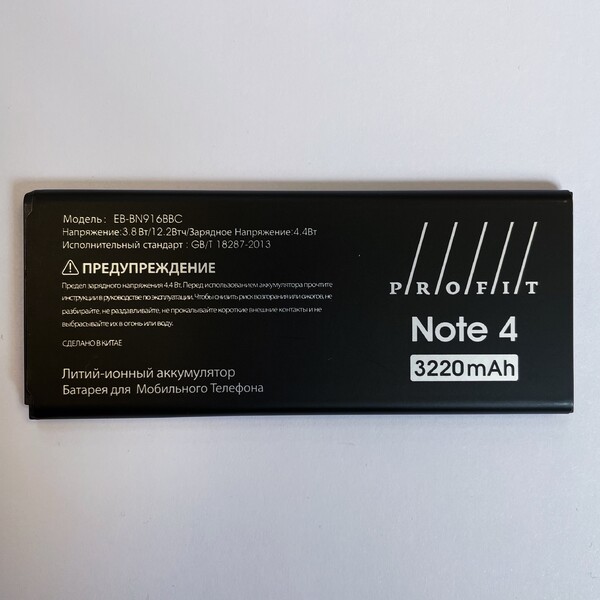 Модель: EB-BN916BBC
Напряжение:3.8 Вт/12.2Втч/Зарядное Напряжение:4.4Вт
Исполнительный стандарт : GB/T 18287-2013
ПРЕДУПРЕЖДЕНИЕ
Предел зарядного напряжения 4,4 Вт. Перед использованием аккумулятора прочтите
инструкции в руководстве по эксплуатации. Чтобы снизить риск возгорания или ожогов, не
разбирайте, не раздавливайте, не прокалывайте короткие внешние контакты и не
выбрасывайте их в огонь или воду.
СДЕЛАНО В КИТАЕ
Литий-ионный аккумулятор
Батарея для Мобильного Телефона
P/R/O/F/I/T
Note 4
3220mAh